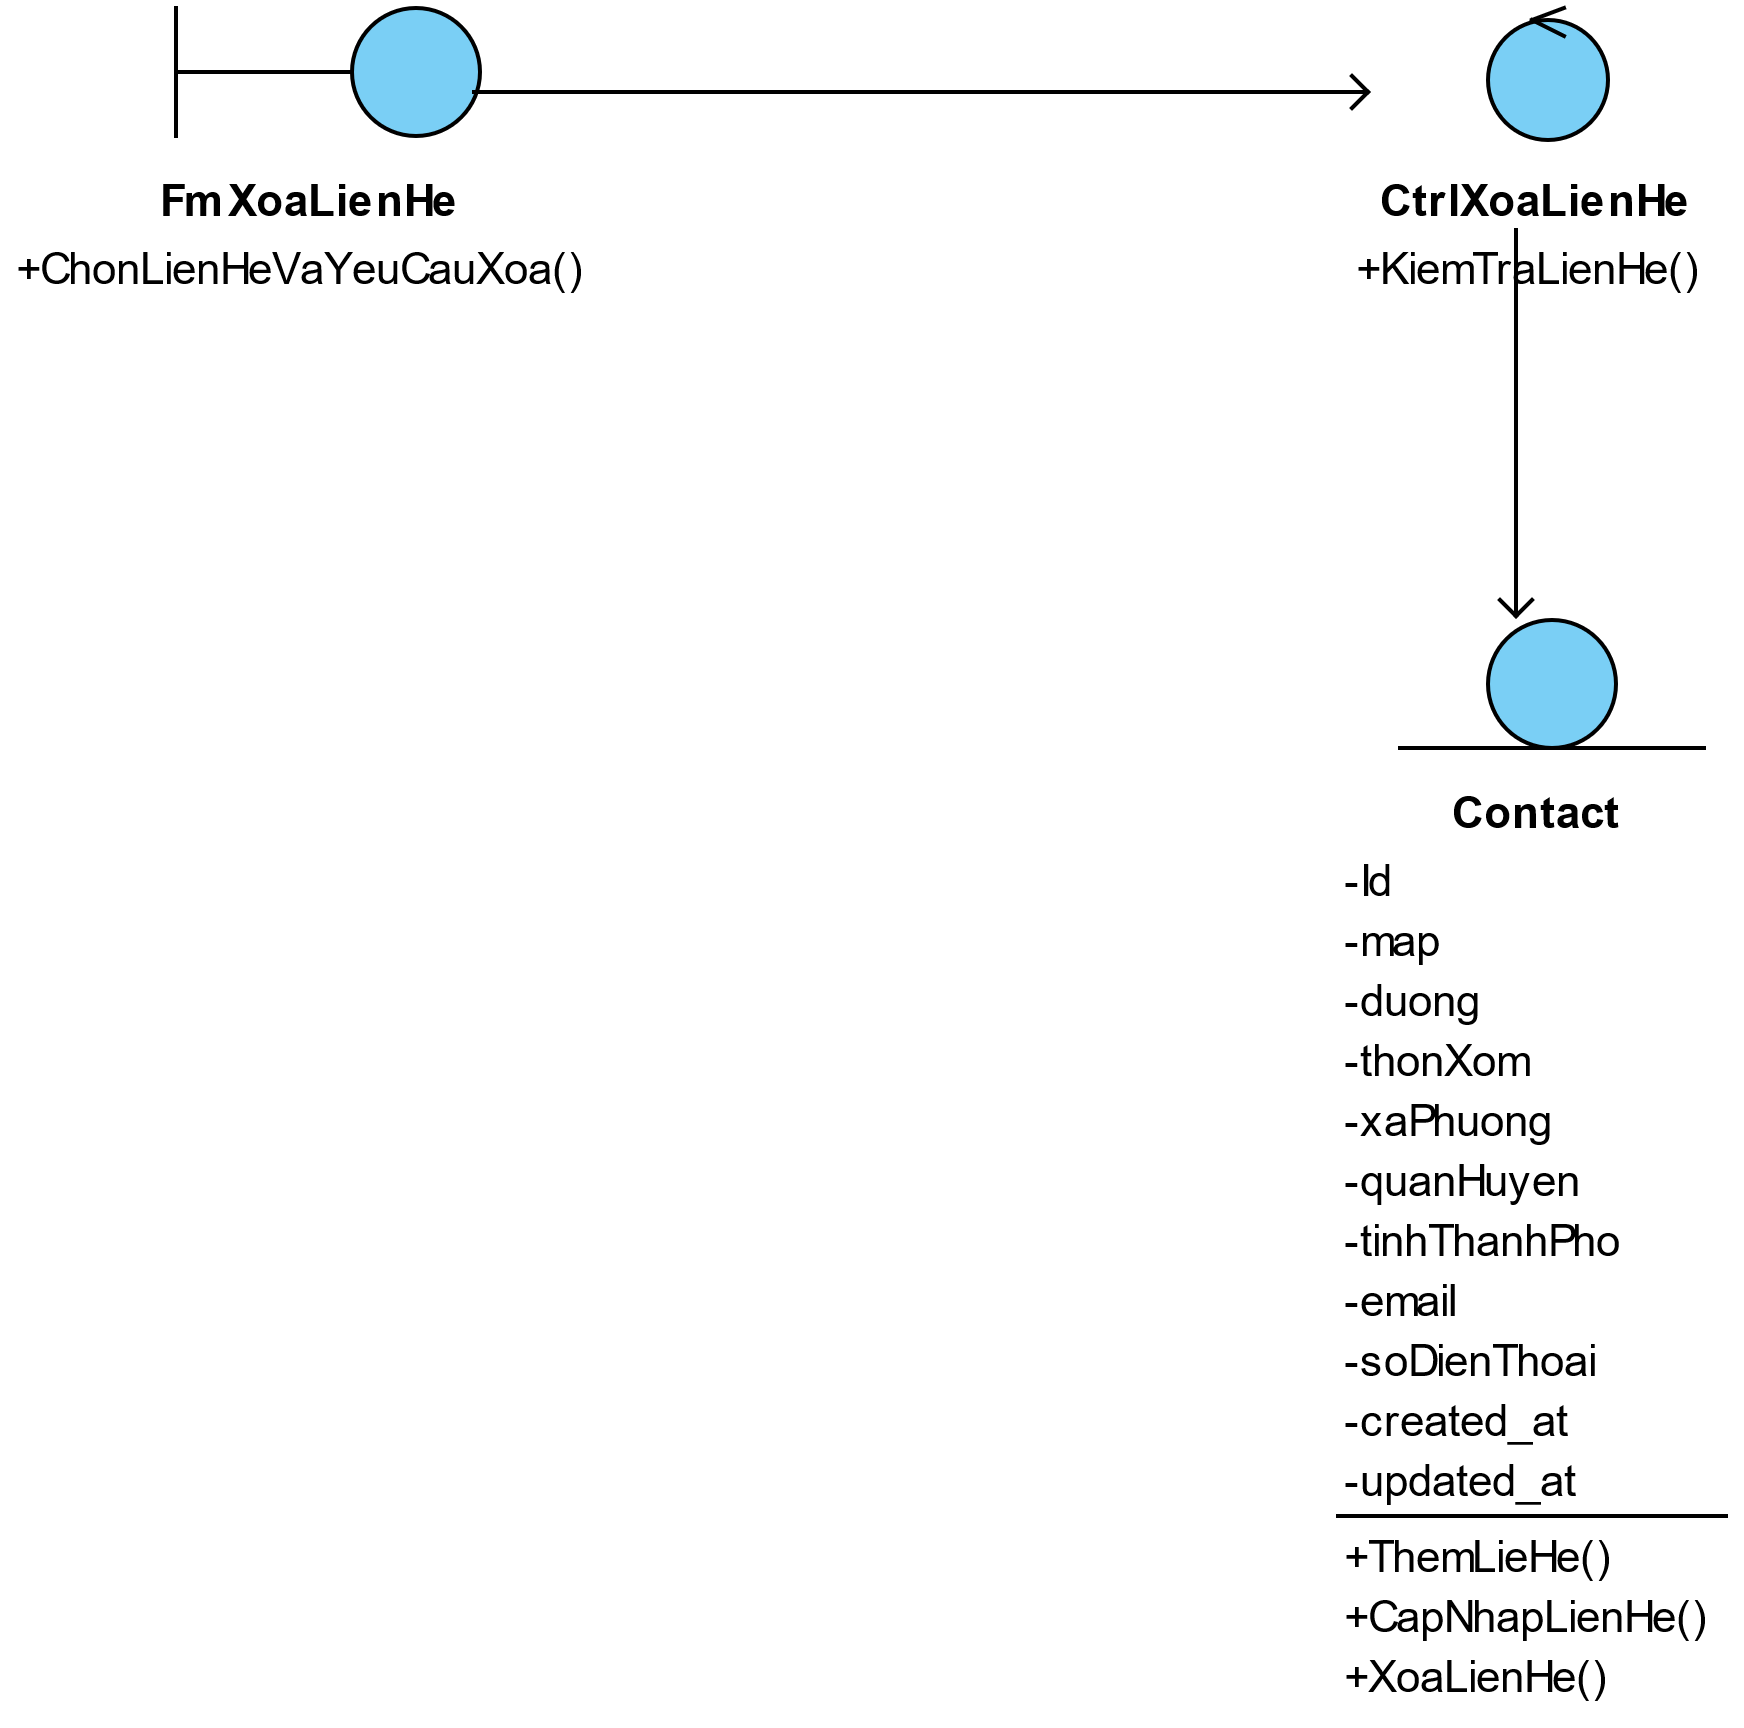 FmXoaLienHe
+ChonLienHeVaYeuCauXoa()
CtrlXoaLienHe
+KiemTraLienHe()
Contact
-Id
-map
-duong
-thonXom
-xaPhuong
-quanHuyen
-tinhThanhPho
-email
-soDienThoai
-created_at
-updated_at
+ThemLieHe()
+CapNhapLienHe()
+XoaLienHe()